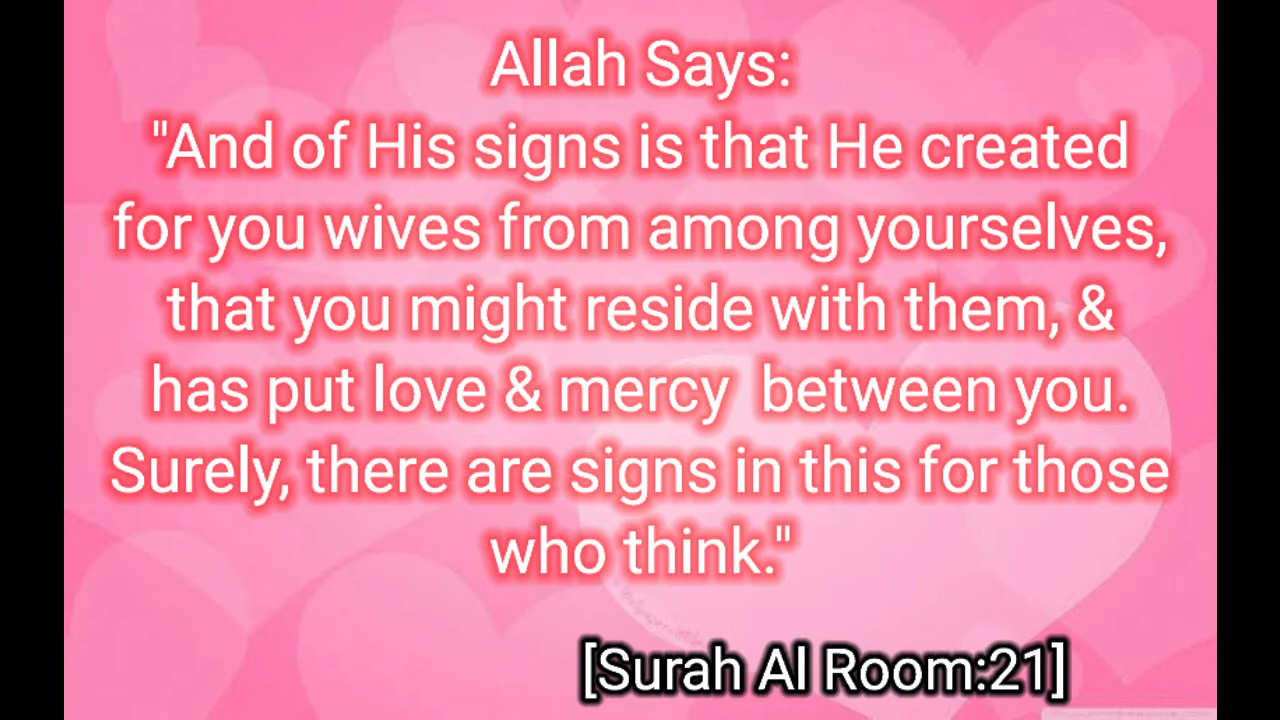 Allah Says:
"And of His signs is that He created
for you wives from among yourselves,
that you might reside with them, &
has put love & mercy  between you.
Surely, there are signs in this for those
who think."
[Surah Al Room:21]